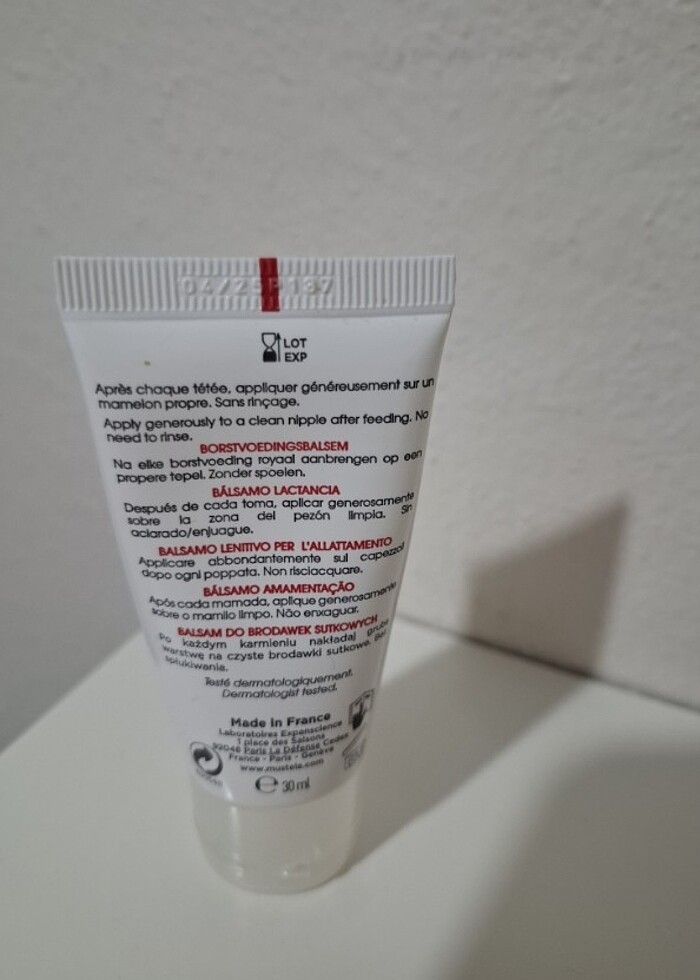 04/25P137
LOT
EXP
Après chaque tétée, appliquer généreusement sur un
mamelon propre. Sans rinçage.
Apply generously to a clean nipple after feeding. No
need to rinse.
BORSTVOEDINGSBALSEM
Na elke borstvoeding royaal aanbrengen op een
propere tepel. Zonder spoelen.
BÁLSAMO LACTANCIA
Después de cada toma, aplicar generosamente
sobre la zona del pezón limpia. Sin
aclarado/enjuague.
BALSAMO LENITIVO PER L'ALLATTAMENTO
Applicare abbondantemente sul capezzol
dopo ogni poppata. Non risciacquare.
BÁLSAMO AMAMENTAÇÃO
Após cada mamada, aplique generosamente
sobre o mamilo limpo. Não enxaguar.
BALSAM DO BRODAWEK SUTKOWYCH
Po każdym karmieniu nakładaj grubą
warstwę na czyste brodawki sutkowe. Bez
spłukiwania.
Testé dermatologiquement.
Dermatologist tested.
Made in France
Laboratoires Expanscience
1 place des Saisons
92048 Paris La Défense Cedex
France - Paris - Genève
www.mustela.com
e 30 ml